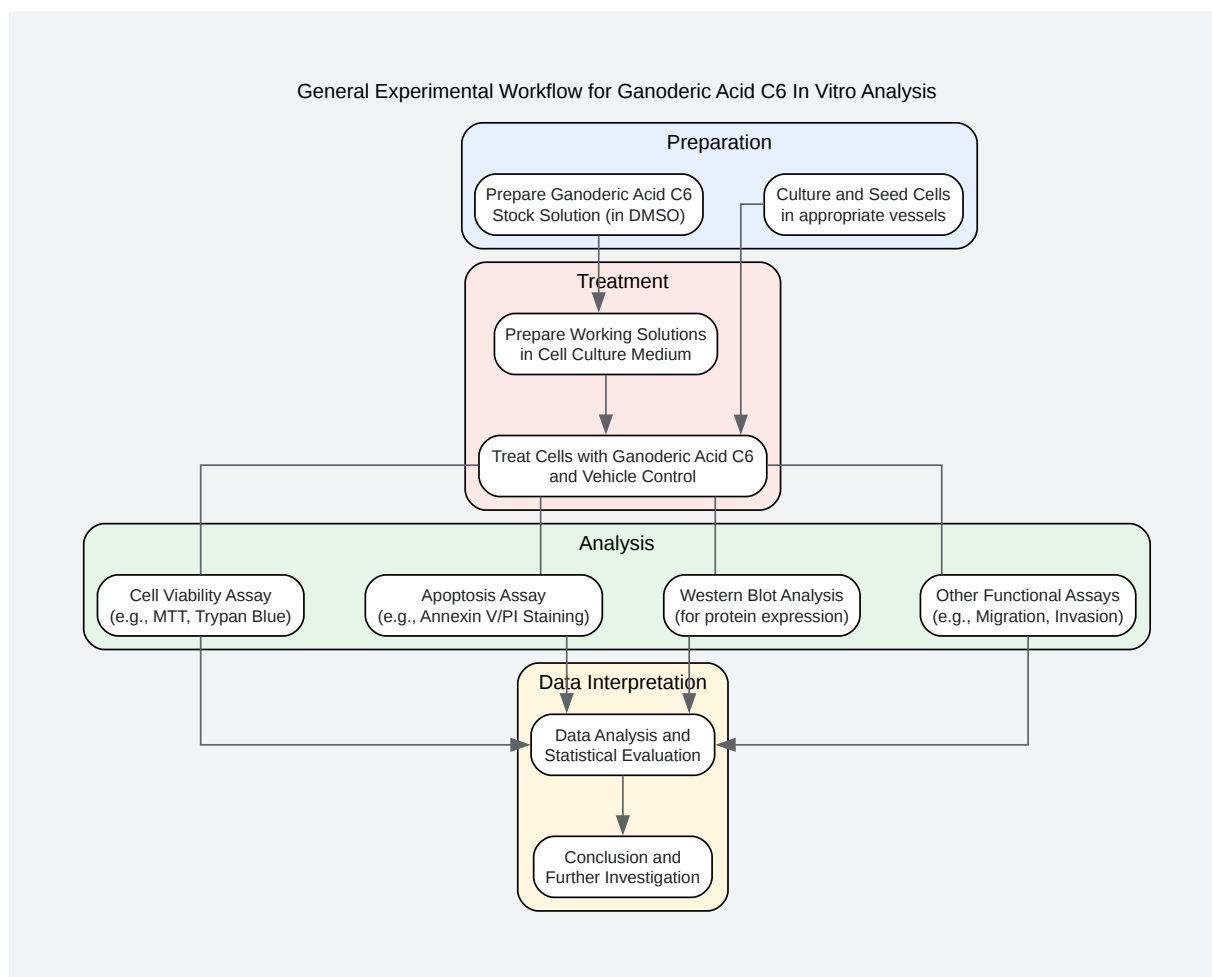 General Experimental Workflow for Ganoderic Acid C6 In Vitro Analysis
Preparation
Prepare Ganoderic Acid C6
Stock Solution (in DMSO)
Culture and Seed Cells
in appropriate vessels
Treatment
Prepare Working Solutions
in Cell Culture Medium
Treat Cells with Ganoderic Acid C6
and Vehicle Control
Analysis
Cell Viability Assay
(e.g., MTT, Trypan Blue)
Apoptosis Assay
(e.g., Annexin V/PI Staining)
Western Blot Analysis
(for protein expression)
Other Functional Assays
(e.g., Migration, Invasion)
Data Interpretation
Data Analysis and
Statistical Evaluation
Conclusion and
Further Investigation